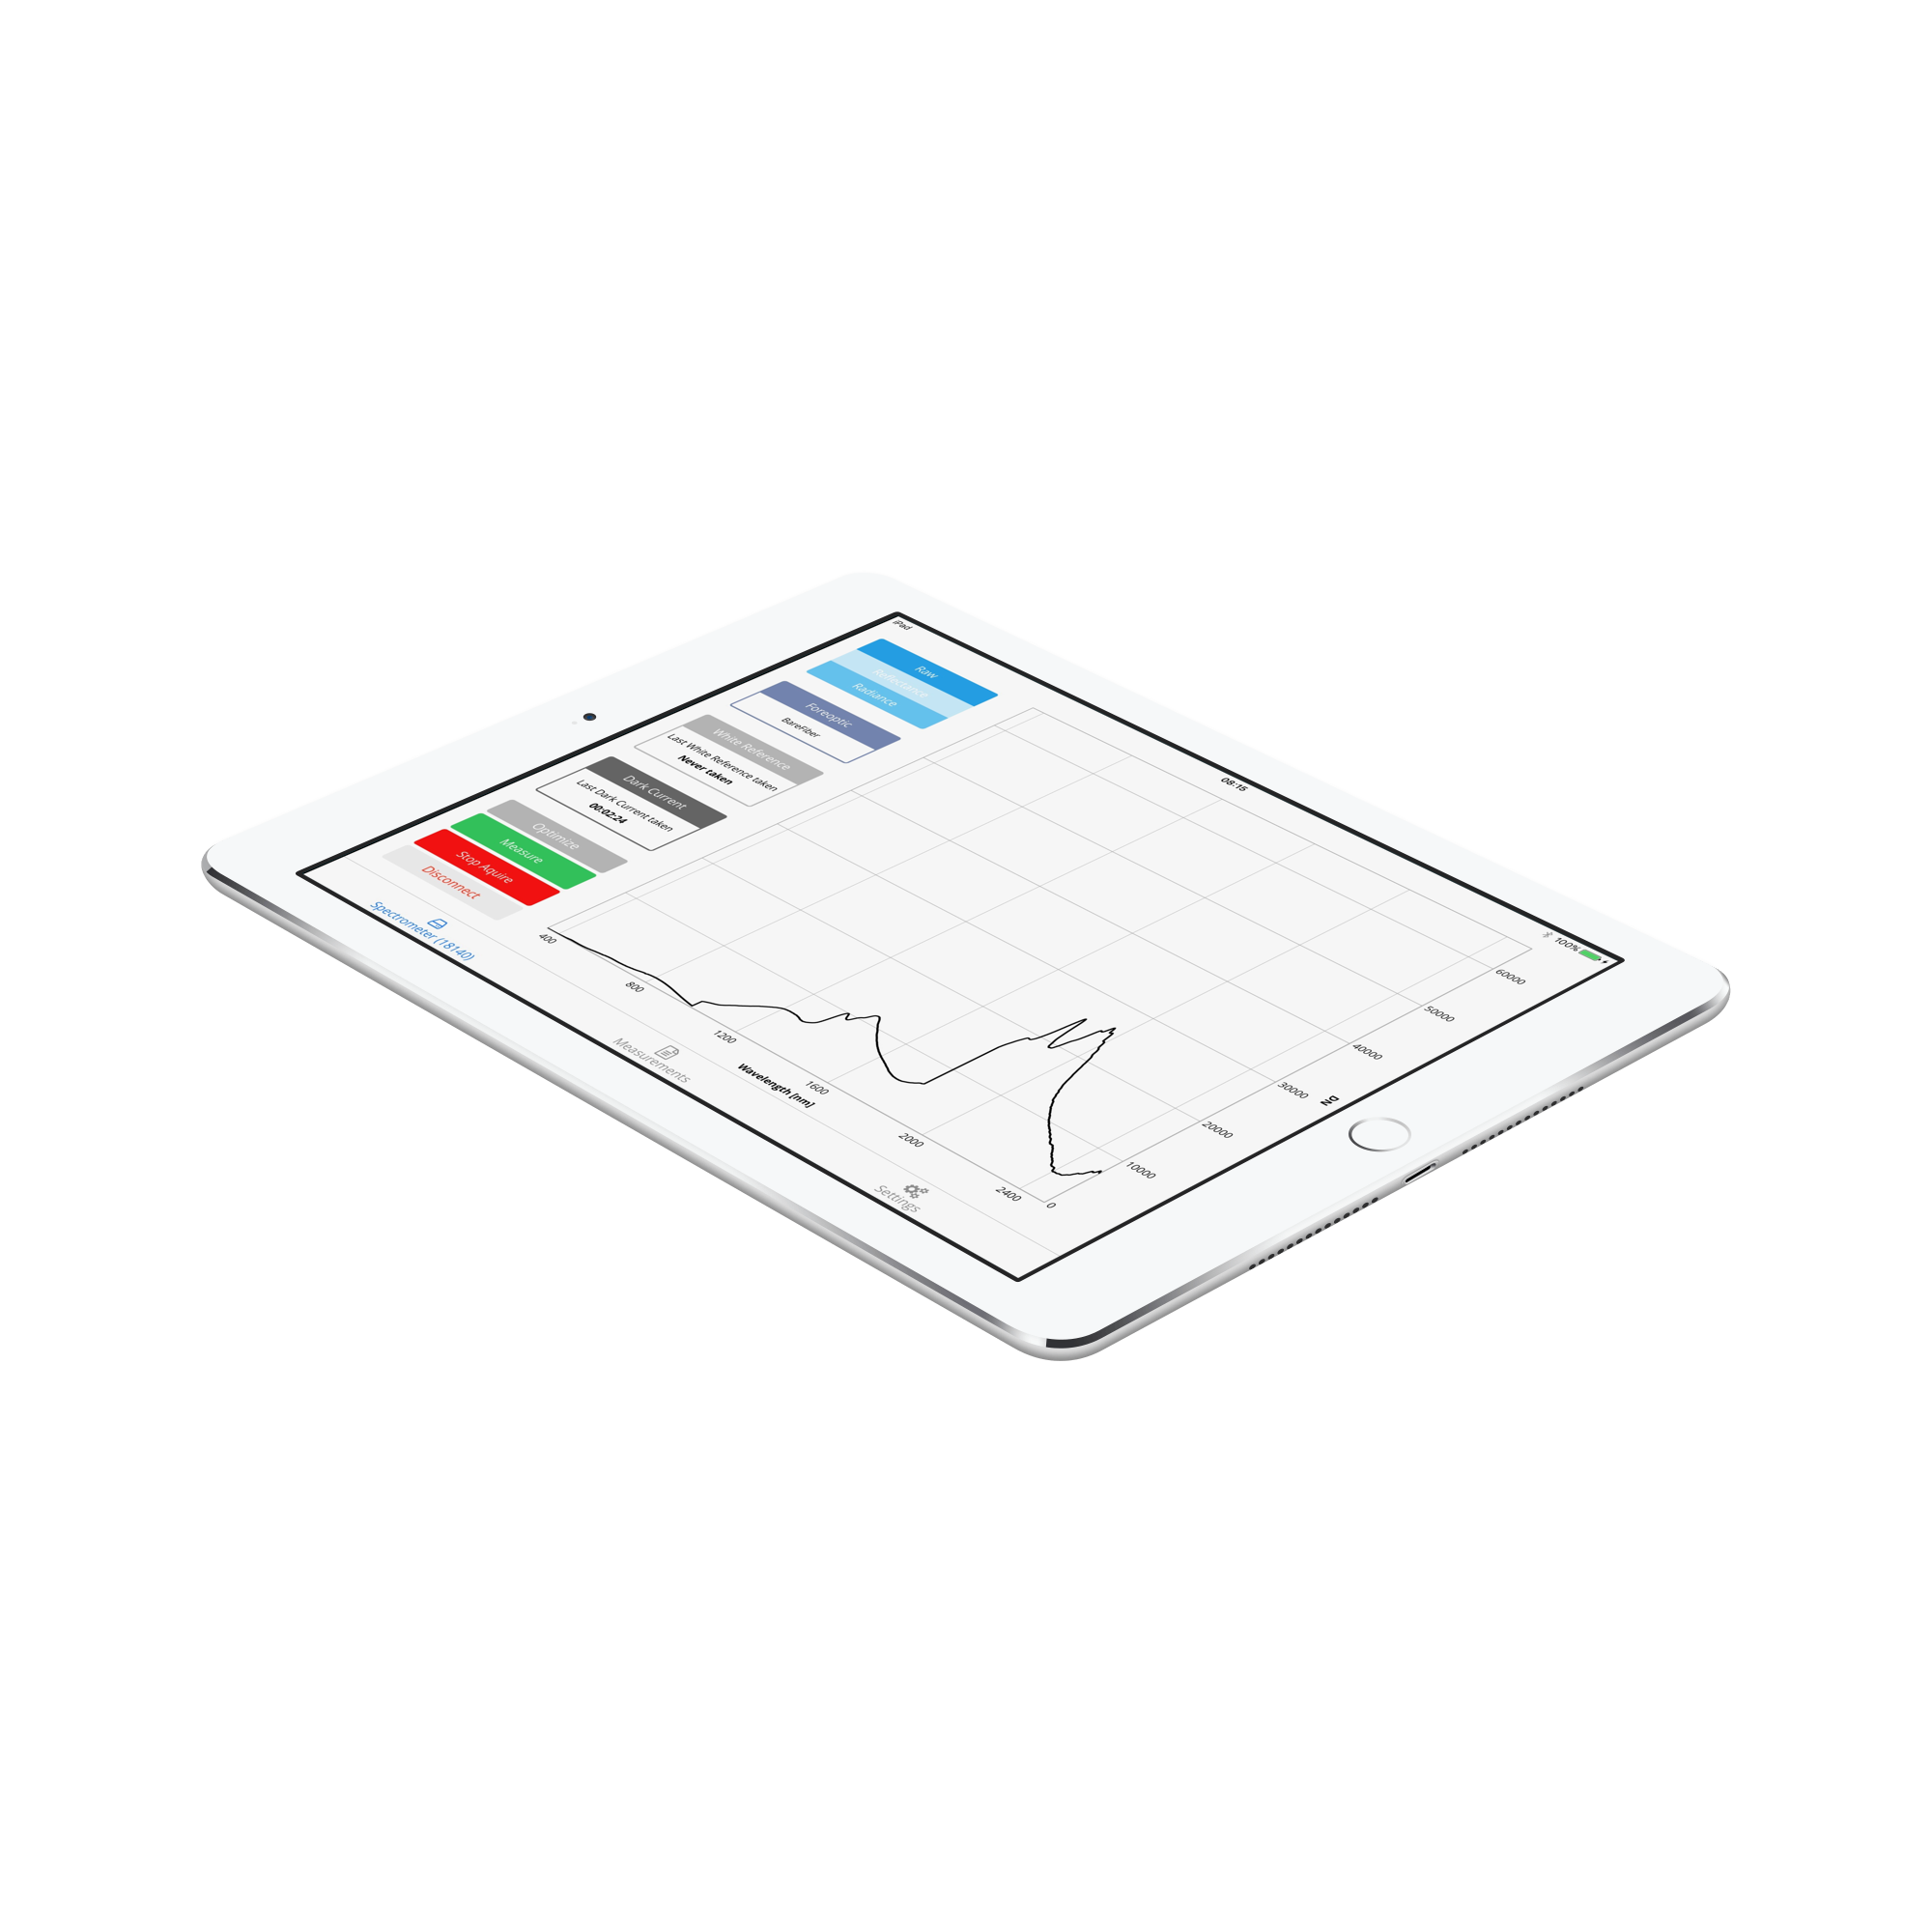 iPad
08:15
100%
Raw
Reflectance
Radiance
Foreoptic
BareFiber
White Reference
Last White Reference taken
Never taken
Dark Current
Last Dark Current taken
00:02:24
Optimize
Measure
Stop Aquire
Disconnect
60000
50000
40000
30000
20000
10000
0
DN
400
800
1200
1600
2000
2400
Wavelength [nm]
Spectrometer (18140)
Measurements
Settings